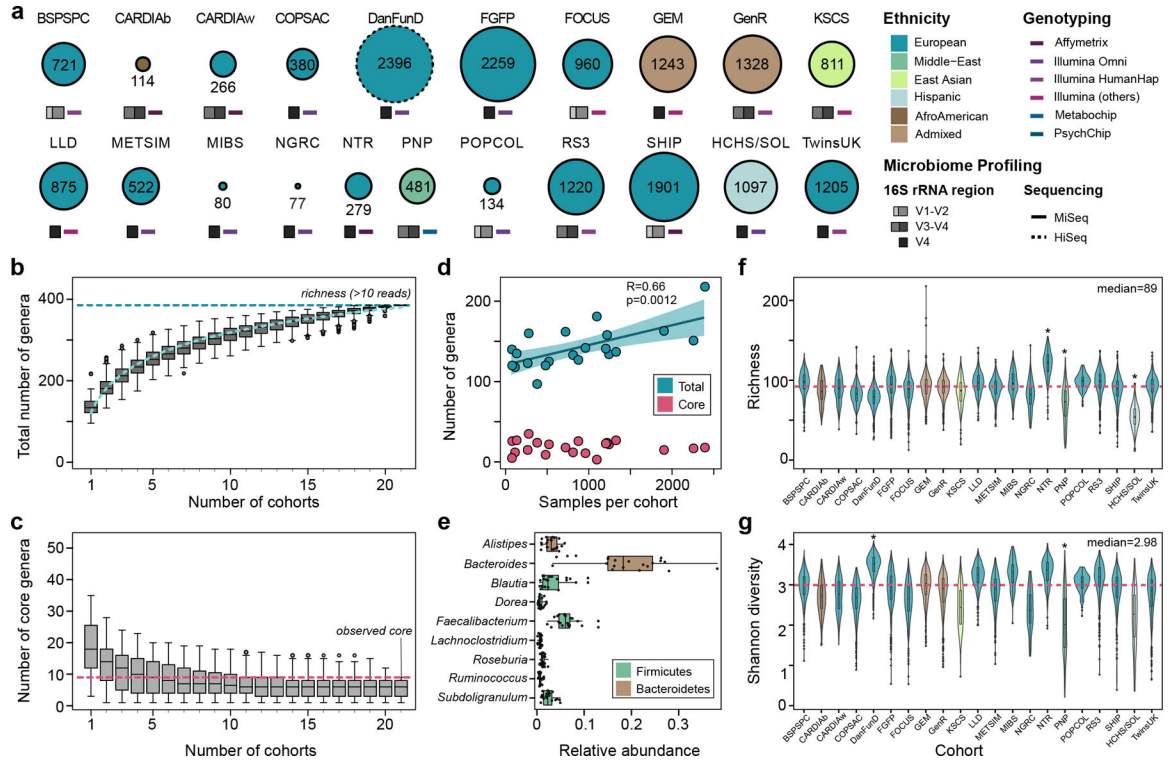 a
BSPSPC CARDIAb CARDIAw COPSAC DanFunD FGFP FOCUS GEM GenR KSCS
721 114 266 380 2396 2259 960 1243 1328 811
LLD METSIM MIBS NGRC NTR PNP POPCOL RS3 SHIP HCHS/SOL TwinsUK
875 522 80 77 279 481 134 1220 1901 1097 1205
Ethnicity
European
Middle−East
East Asian
Hispanic
AfroAmerican
Admixed
Genotyping
Affymetrix
Illumina Omni
Illumina HumanHap
Illumina (others)
Metabochip
PsychChip
Microbiome Profiling
16S rRNA region
V1-V2
V3-V4
V4
Sequencing
MiSeq
HiSeq
b
richness (>10 reads)
Total number of genera
400
200
0
1 5 10 15 20
Number of cohorts
c
Number of core genera
50
40
30
20
10
0
observed core
1 5 10 15 20
Number of cohorts
d
R=0.66
p=0.0012
Number of genera
200
100
0
Total
Core
0 500 1000 1500 2000
Samples per cohort
e
Alistipes
Bacteroides
Blautia
Dorea
Faecalibacterium
Lachnoclostridium
Roseburia
Ruminococcus
Subdoligranulum
Firmicutes
Bacteroidetes
0 0.1 0.2 0.3
Relative abundance
f
median=89
Richness
200
100
0
* * *
BSPSPC CARDIAb CARDIAw COPSAC DanFunD FGFP FOCUS GEM GenR KSCS LLD METSIM MIBS NGRC NTR PNP POPCOL RS3 SHIP HCHS/SOL TwinsUK
g
median=2.98
Shannon diversity
4
3
2
1
0
* *
BSPSPC CARDIAb CARDIAw COPSAC DanFunD FGFP FOCUS GEM GenR KSCS LLD METSIM MIBS NGRC NTR PNP POPCOL RS3 SHIP HCHS/SOL TwinsUK
Cohort